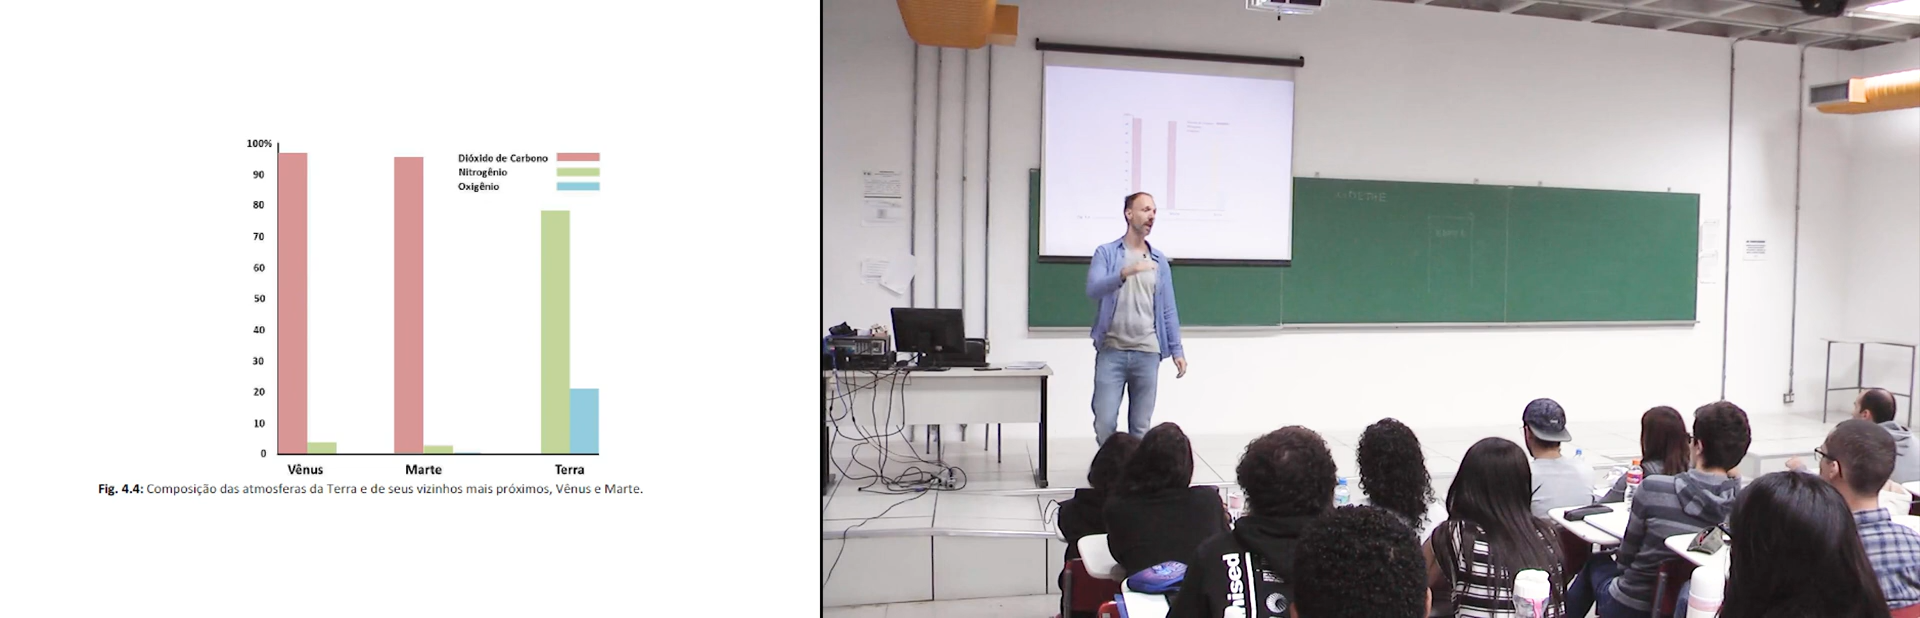 100%
90
80
70
60
50
40
30
20
10
0
Dióxido de Carbono
Nitrogênio
Oxigênio
Vênus Marte Terra
Fig. 4.4: Composição das atmosferas da Terra e de seus vizinhos mais próximos, Vênus e Marte.